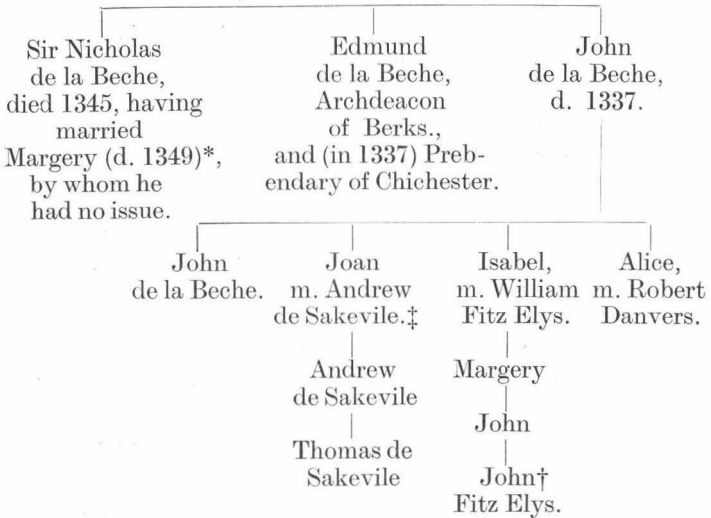 Sir Nicholas
de la Beche,
died 1345, having
married
Margery (d. 1349)*,
by whom he
had no issue.
Edmund
de la Beche,
Archdeacon
of Berks.,
and (in 1337) Preb-
endary of Chichester.
John
de la Beche,
d. 1337.
John
de la Beche.
Joan
m. Andrew
de Sakevile.‡
Andrew
de Sakevile
Thomas de
Sakevile
Isabel,
m. William
Fitz Elys.
Margery
John
John†
Fitz Elys.
Alice,
m. Robert
Danvers.